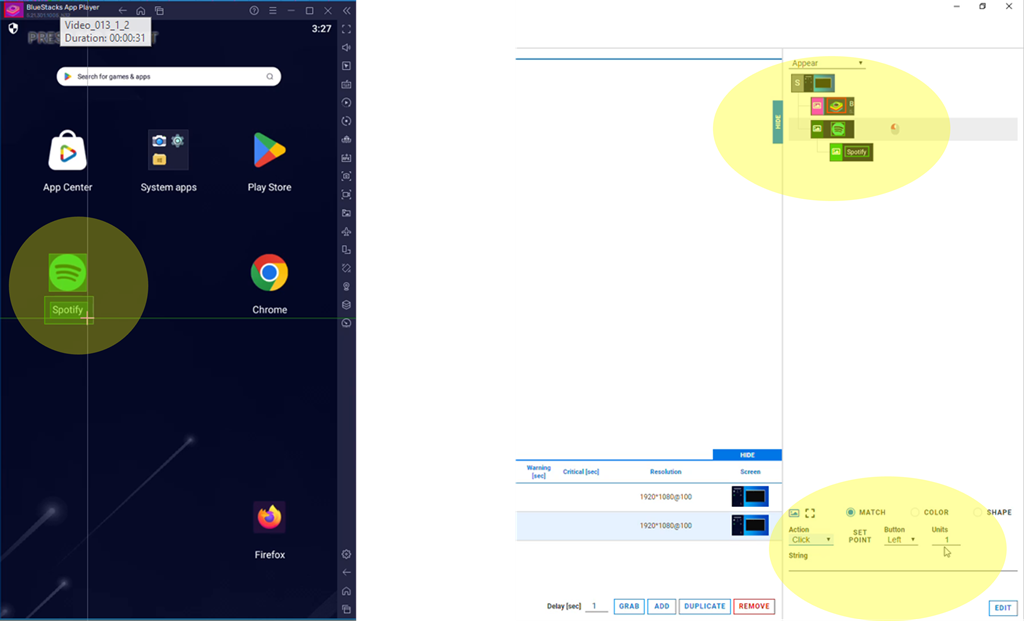 BlueStacks App Player
Video_013_1_2
Duration: 00:00:31
3:27
Search for games & apps
App Center
System apps
Play Store
Spotify
Chrome
Firefox
Appear
S
HIDE
B
Spotify
HIDE
Warning [sec]
Critical [sec]
Resolution
Screen
1920*1080@100
1920*1080@100
MATCH
COLOR
SHAPE
Action
Click
SET POINT
Button
Left
Units
1
String
Delay [sec]
1
GRAB
ADD
DUPLICATE
REMOVE
EDIT